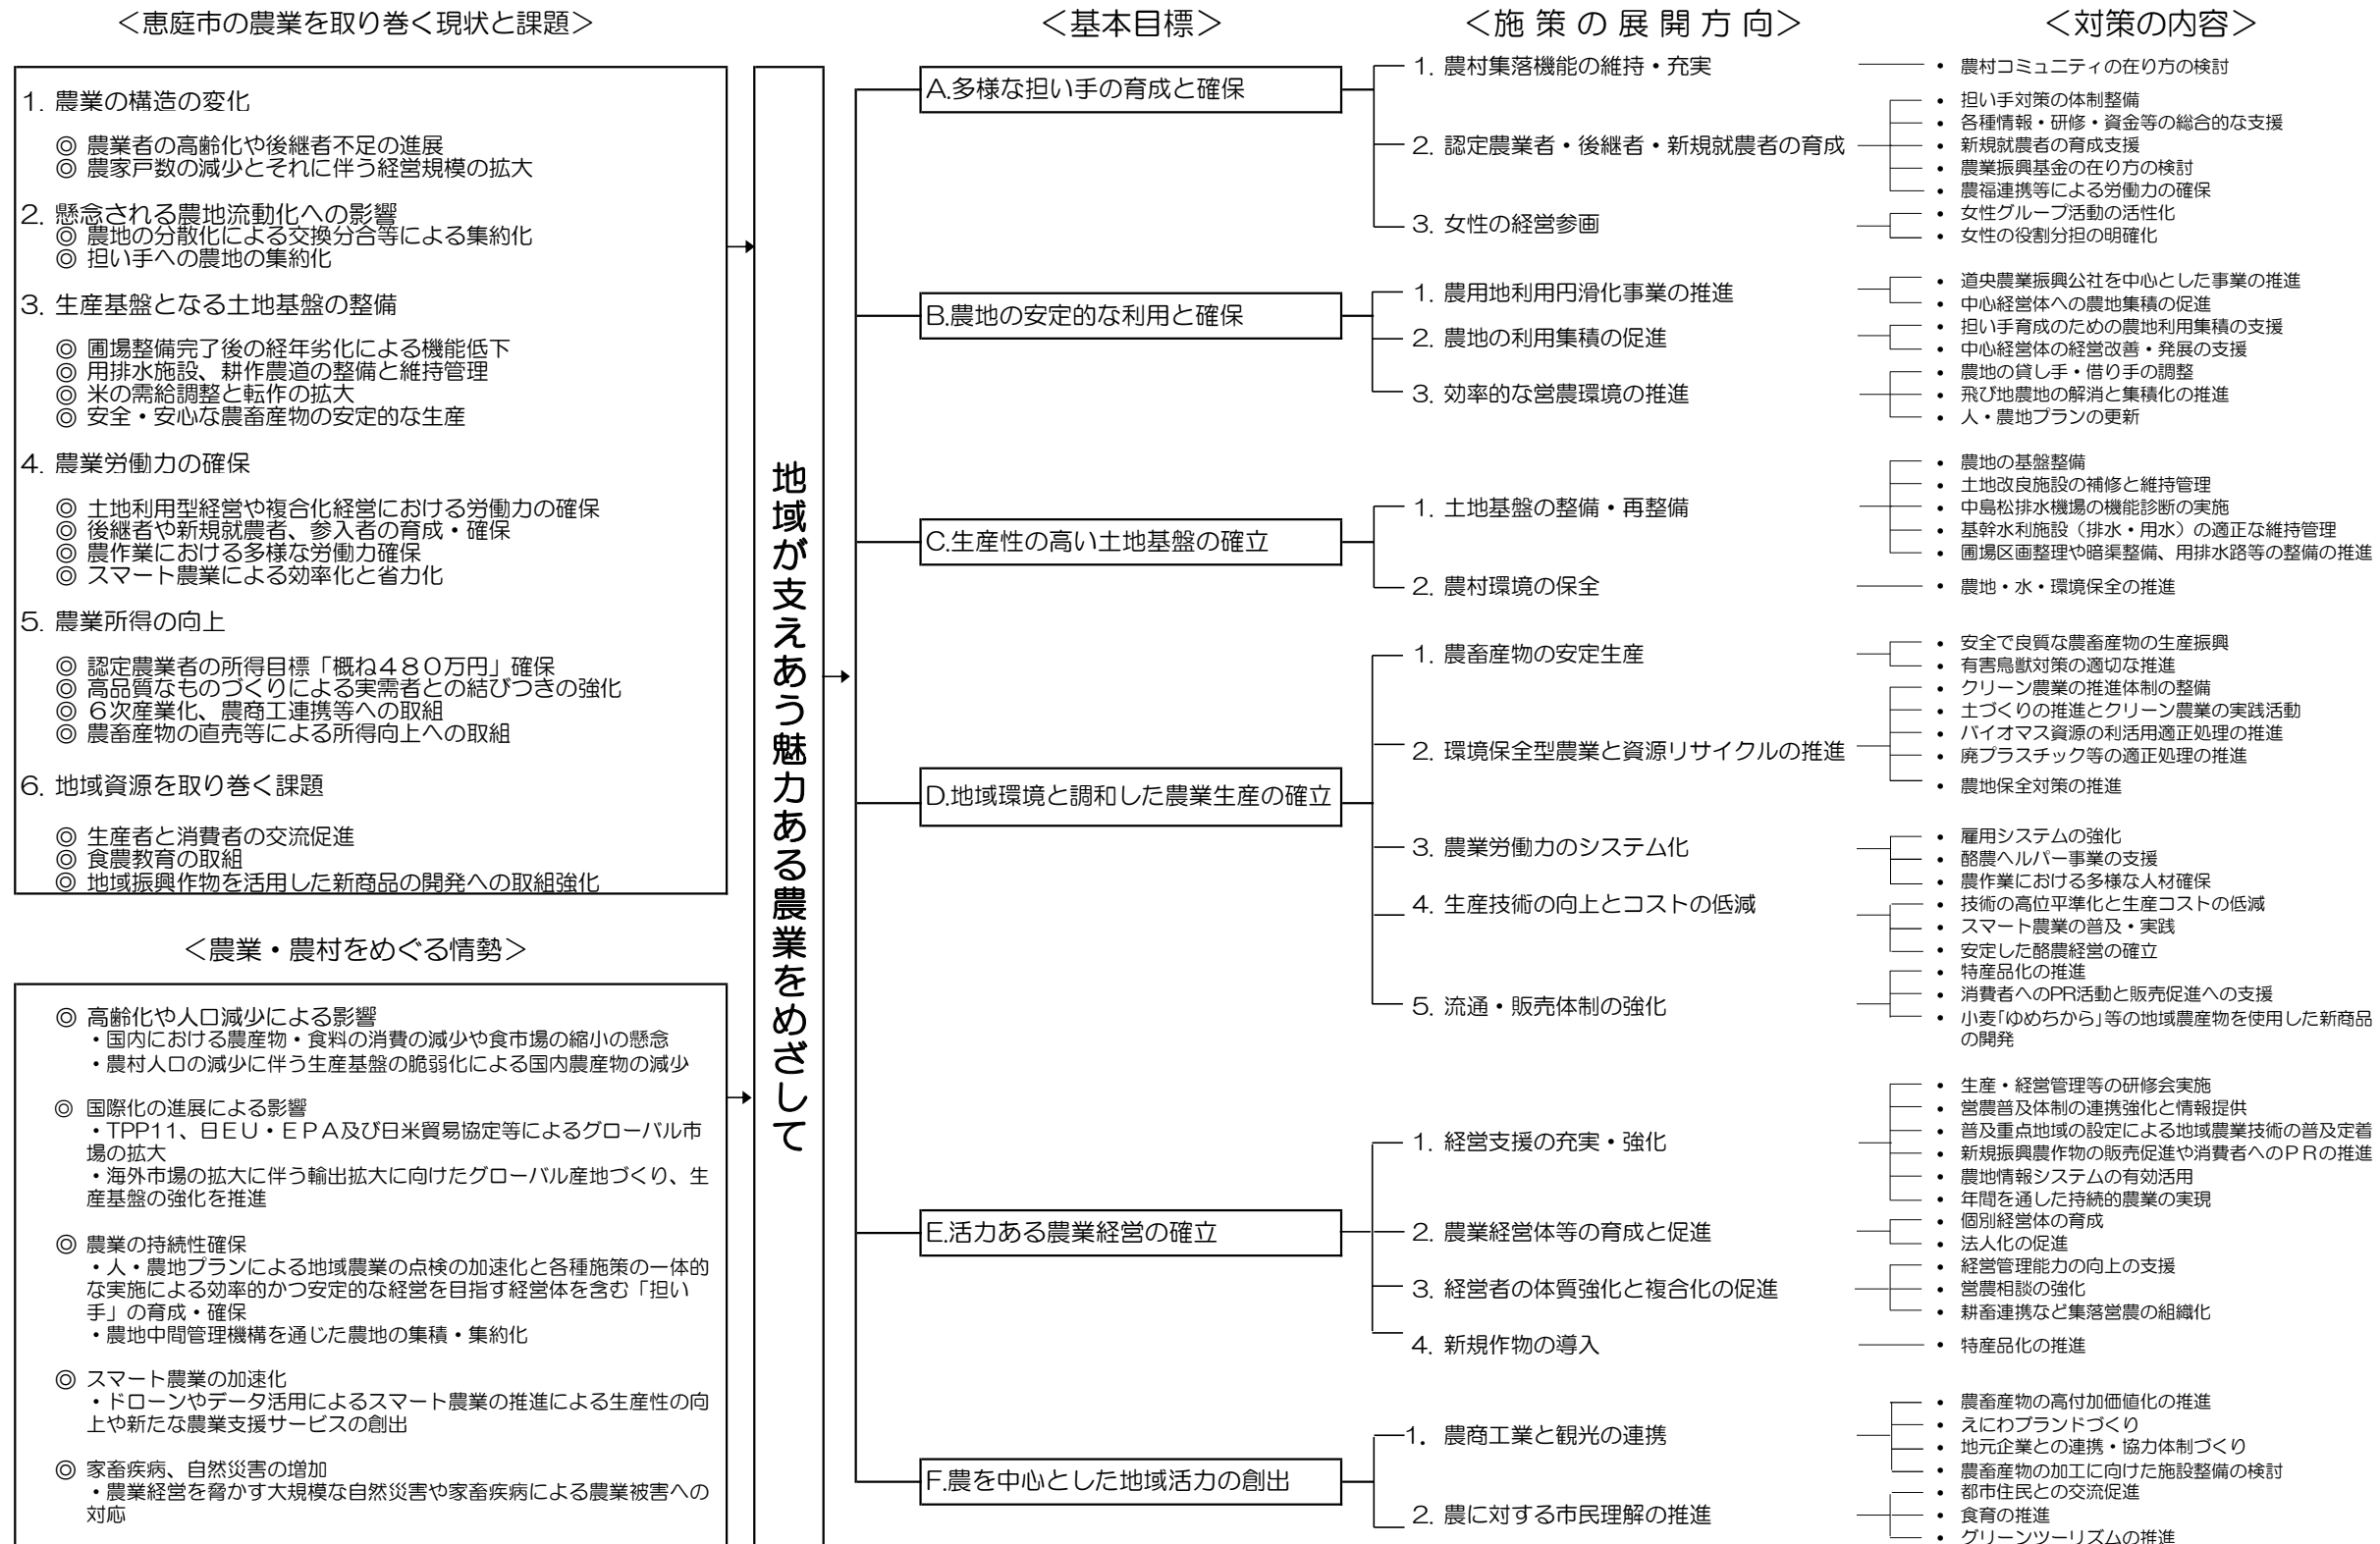 <恵庭市の農業を取り巻く現状と課題>
1. 農業の構造の変化
◎ 農業者の高齢化や後継者不足の進展
◎ 農家戸数の減少とそれに伴う経営規模の拡大
2. 懸念される農地流動化への影響
◎ 農地の分散化による交換分合等による集約化
◎ 担い手への農地の集約化
3. 生産基盤となる土地基盤の整備
◎ 圃場整備完了後の経年劣化による機能低下
◎ 用排水施設、耕作農道の整備と維持管理
◎ 米の需給調整と転作の拡大
◎ 安全・安心な農畜産物の安定的な生産
4. 農業労働力の確保
◎ 土地利用型経営や複合化経営における労働力の確保
◎ 後継者や新規就農者、参入者の育成・確保
◎ 農作業における多様な労働力確保
◎ スマート農業による効率化と省力化
5. 農業所得の向上
◎ 認定農業者の所得目標「概ね480万円」確保
◎ 高品質なものづくりによる実需者との結びつきの強化
◎ 6次産業化、農商工連携等への取組
◎ 農畜産物の直売等による所得向上への取組
6. 地域資源を取り巻く課題
◎ 生産者と消費者の交流促進
◎ 食農教育の取組
◎ 地域振興作物を活用した新商品の開発への取組強化
<農業・農村をめぐる情勢>
◎ 高齢化や人口減少による影響
・国内における農産物・食料の消費の減少や食市場の縮小の懸念
・農村人口の減少に伴う生産基盤の脆弱化による国内農産物の減少
◎ 国際化の進展による影響
・TPP11、日EU・EPA及び日米貿易協定等によるグローバル市
場の拡大
・海外市場の拡大に伴う輸出拡大に向けたグローバル産地づくり、生
産基盤の強化を推進
◎ 農業の持続性確保
・人・農地プランによる地域農業の点検の加速化と各種施策の一体的
な実施による効率的かつ安定的な経営を目指す経営体を含む「担い
手」の育成・確保
・農地中間管理機構を通じた農地の集積・集約化
◎ スマート農業の加速化
・ドローンやデータ活用によるスマート農業の推進による生産性の向
上や新たな農業支援サービスの創出
◎ 家畜疾病、自然災害の増加
・農業経営を脅かす大規模な自然災害や家畜疾病による農業被害への
対応
地域が支えあう魅力ある農業をめざして
<基本目標>
<施策の展開方向>
<対策の内容>
A.多様な担い手の育成と確保
1. 農村集落機能の維持・充実
• 農村コミュニティの在り方の検討
2. 認定農業者・後継者・新規就農者の育成
• 担い手対策の体制整備
• 各種情報・研修・資金等の総合的な支援
• 新規就農者の育成支援
• 農業振興基金の在り方の検討
• 農福連携等による労働力の確保
3. 女性の経営参画
• 女性グループ活動の活性化
• 女性の役割分担の明確化
B.農地の安定的な利用と確保
1. 農用地利用円滑化事業の推進
• 道央農業振興公社を中心とした事業の推進
• 中心経営体への農地集積の促進
2. 農地の利用集積の促進
• 担い手育成のための農地利用集積の支援
• 中心経営体の経営改善・発展の支援
3. 効率的な営農環境の推進
• 農地の貸し手・借り手の調整
• 飛び地農地の解消と集積化の推進
• 人・農地プランの更新
C.生産性の高い土地基盤の確立
1. 土地基盤の整備・再整備
• 農地の基盤整備
• 土地改良施設の補修と維持管理
• 中島松排水機場の機能診断の実施
• 基幹水利施設(排水・用水)の適正な維持管理
• 圃場区画整理や暗渠整備、用排水路等の整備の推進
2. 農村環境の保全
• 農地・水・環境保全の推進
D.地域環境と調和した農業生産の確立
1. 農畜産物の安定生産
• 安全で良質な農畜産物の生産振興
• 有害鳥獣対策の適切な推進
2. 環境保全型農業と資源リサイクルの推進
• クリーン農業の推進体制の整備
• 土づくりの推進とクリーン農業の実践活動
• バイオマス資源の利活用適正処理の推進
• 廃プラスチック等の適正処理の推進
• 農地保全対策の推進
3. 農業労働力のシステム化
• 雇用システムの強化
• 酪農ヘルパー事業の支援
• 農作業における多様な人材確保
4. 生産技術の向上とコストの低減
• 技術の高位平準化と生産コストの低減
• スマート農業の普及・実践
• 安定した酪農経営の確立
5. 流通・販売体制の強化
• 特産品化の推進
• 消費者へのPR活動と販売促進への支援
• 小麦「ゆめちから」等の地域農産物を使用した新商品
の開発
E.活力ある農業経営の確立
1. 経営支援の充実・強化
• 生産・経営管理等の研修会実施
• 営農普及体制の連携強化と情報提供
• 普及重点地域の設定による地域農業技術の普及定着
• 新規振興農作物の販売促進や消費者へのPRの推進
• 農地情報システムの有効活用
• 年間を通した持続的農業の実現
2. 農業経営体等の育成と促進
• 個別経営体の育成
• 法人化の促進
3. 経営者の体質強化と複合化の促進
• 経営管理能力の向上の支援
• 営農相談の強化
• 耕畜連携など集落営農の組織化
4. 新規作物の導入
• 特産品化の推進
F.農を中心とした地域活力の創出
1. 農商工業と観光の連携
• 農畜産物の高付加価値化の推進
• えにわブランドづくり
• 地元企業との連携・協力体制づくり
• 農畜産物の加工に向けた施設整備の検討
2. 農に対する市民理解の推進
• 都市住民との交流促進
• 食育の推進
• グリーンツーリズムの推進